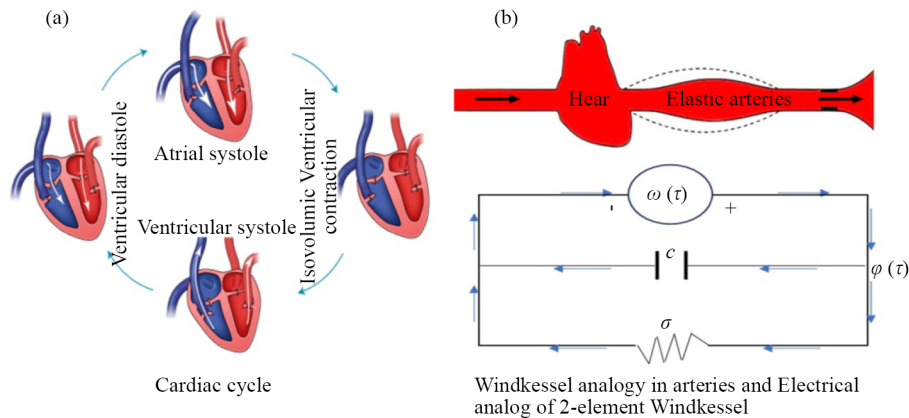 (a)
Atrial systole
Ventricular diastole
Isovolumic Ventricular
contraction
Ventricular systole
Cardiac cycle
(b)
Hear
Elastic arteries
ω (τ)
- +
c
φ (τ)
σ
Windkessel analogy in arteries and Electrical
analog of 2-element Windkessel